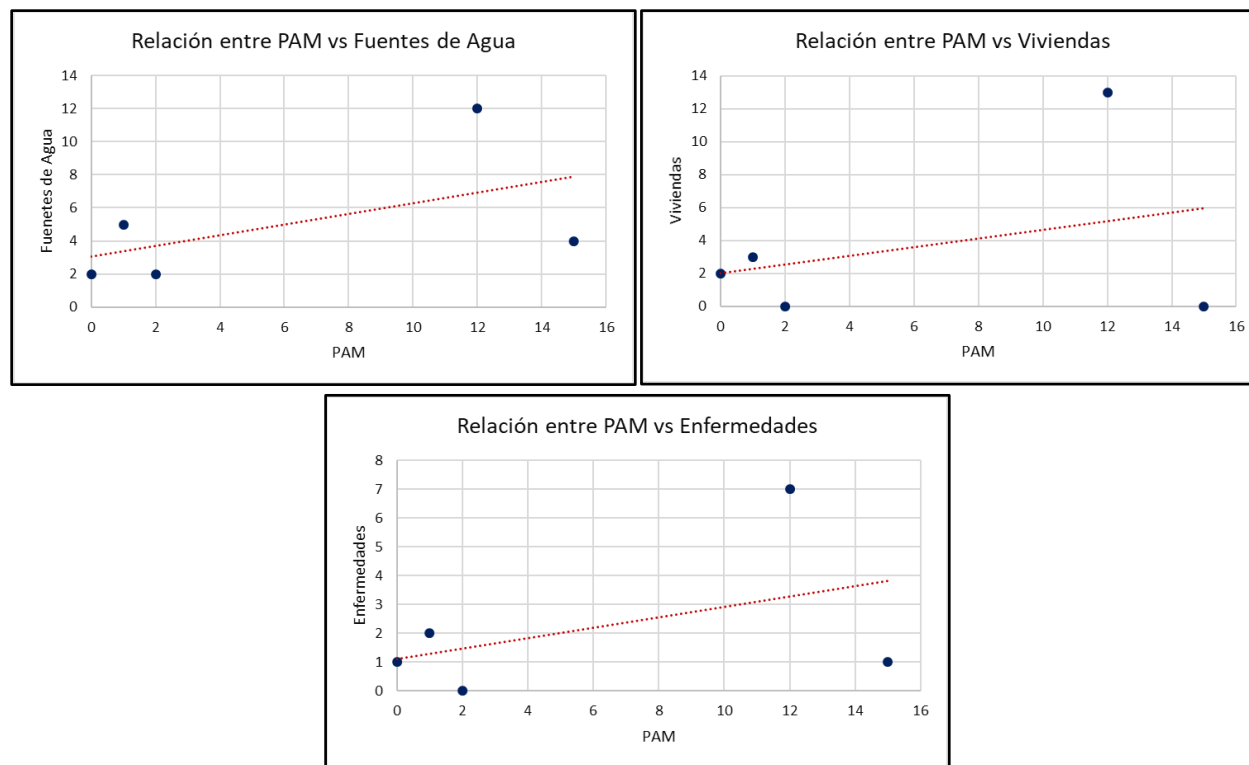 Relación entre PAM vs Fuentes de Agua
Fuenetes de Agua
14
12
10
8
6
4
2
0
0 2 4 6 8 10 12 14 16
PAM
Relación entre PAM vs Viviendas
Viviendas
14
12
10
8
6
4
2
0
0 2 4 6 8 10 12 14 16
PAM
Relación entre PAM vs Enfermedades
Enfermedades
8
7
6
5
4
3
2
1
0
0 2 4 6 8 10 12 14 16
PAM